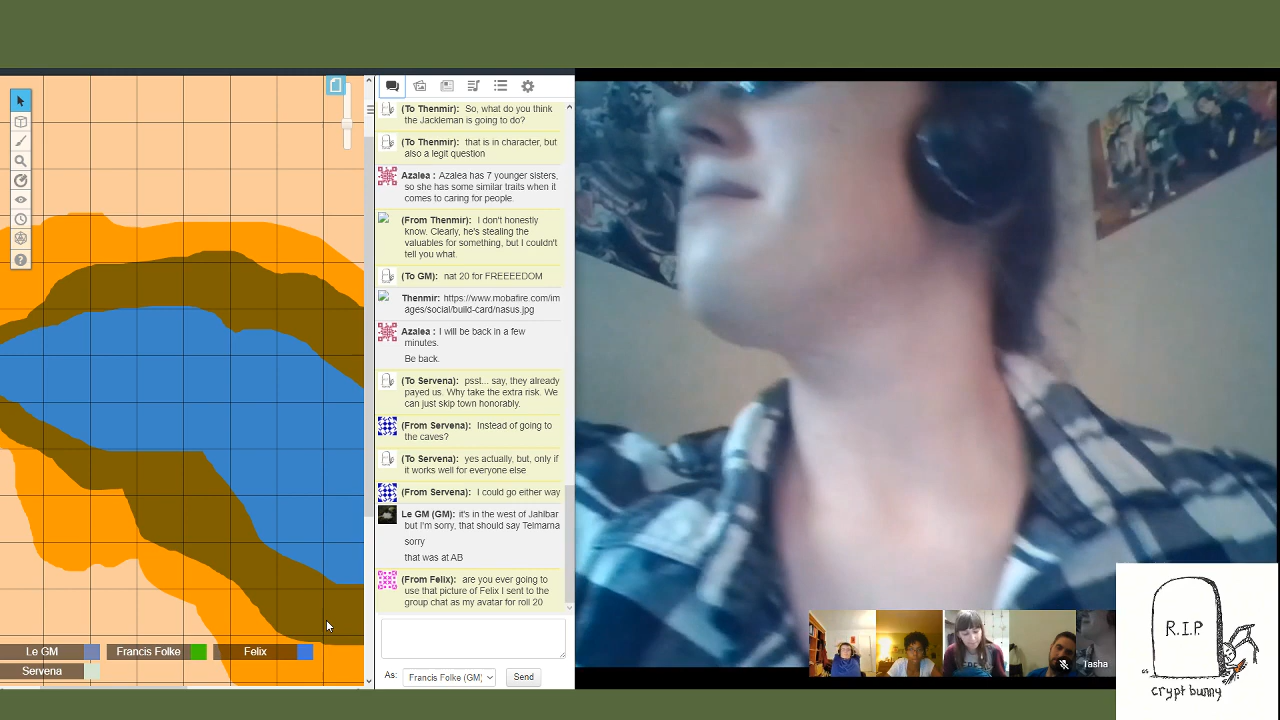 (To Thenmir): So, what do you think
the Jackleman is going to do?
(To Thenmir): that is in character, but
also a legit question
Azalea : Azalea has 7 younger sisters,
so she has some similar traits when it
comes to caring for people.
(From Thenmir): I don't honestly
know. Clearly, he's stealing the
valuables for something, but I couldn't
tell you what.
(To GM): nat 20 for FREEEEDOM
Thenmir: https://www.mobafire.com/im
ages/social/build-card/nasus.jpg
Azalea : I will be back in a few
minutes.
Be back.
(To Servena): psst... say, they already
payed us. Why take the extra risk. We
can just skip town honorably.
(From Servena): Instead of going to
the caves?
(To Servena): yes actually, but, only if
it works well for everyone else
(From Servena): I could go either way
Le GM (GM): it's in the west of Jahlbar
but I'm sorry, that should say Telmarna
sorry
that was at AB
(From Felix): are you ever going to
use that picture of Felix I sent to the
group chat as my avatar for roll 20
Le GM
Francis Folke
Felix
Servena
As: Francis Folke (GM)
Send
Tasha
R.I.P
crypt bunny